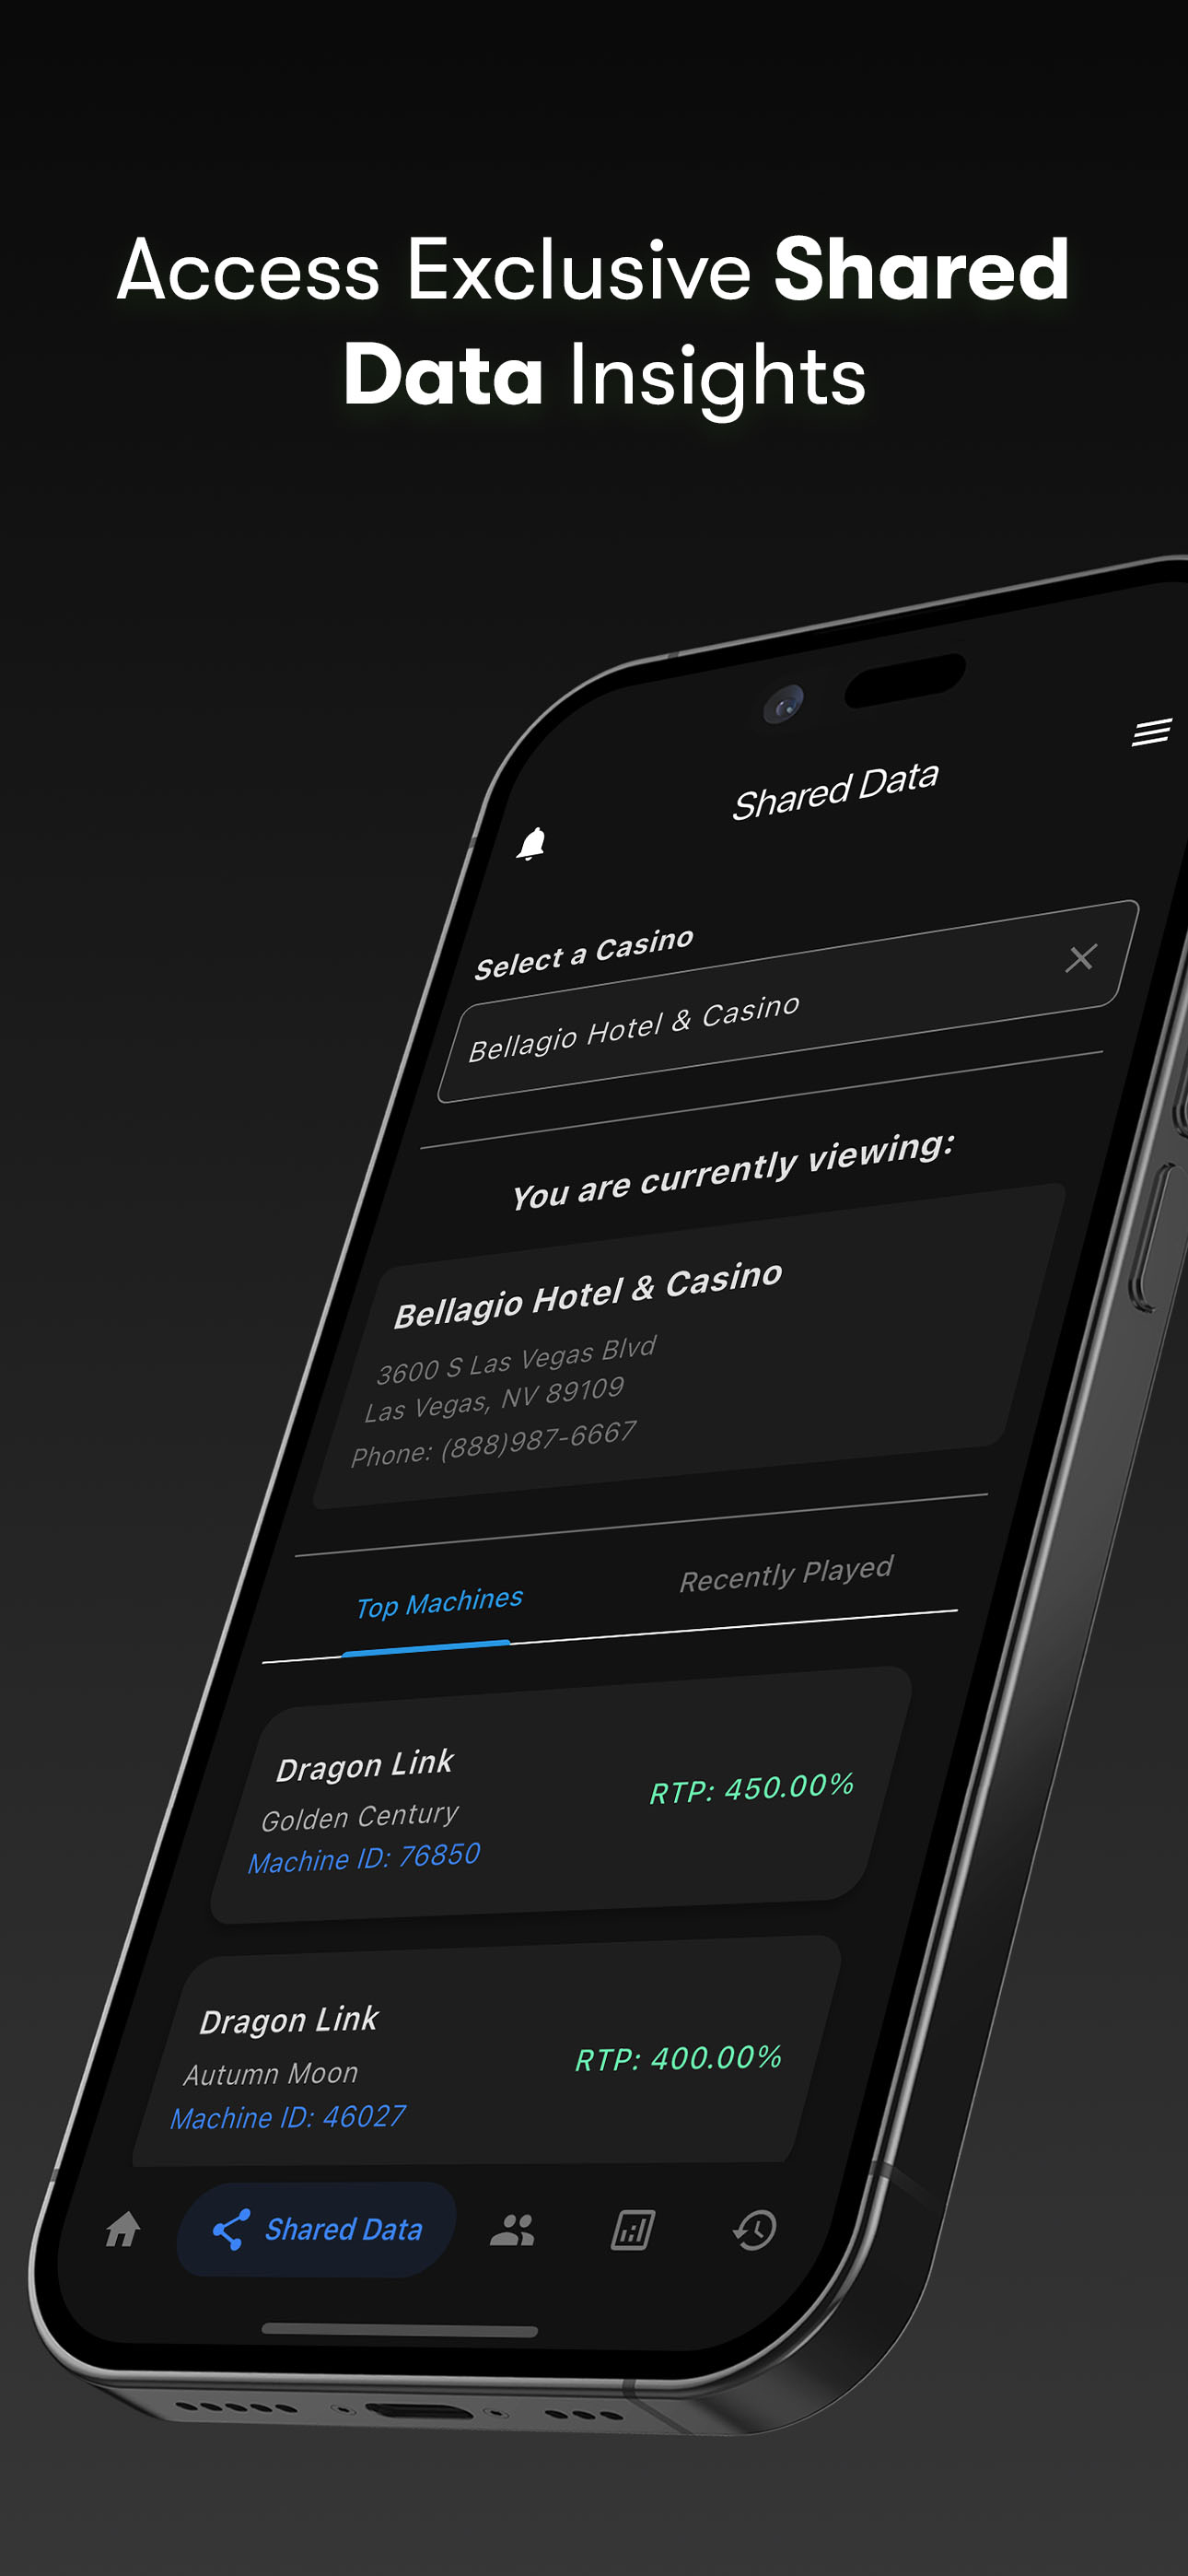 Access Exclusive Shared
Data Insights
Shared Data
Select a Casino
Bellagio Hotel & Casino
You are currently viewing:
Bellagio Hotel & Casino
3600 S Las Vegas Blvd
Las Vegas, NV 89109
Phone: (888)987-6667
Top Machines
Recently Played
Dragon Link
Golden Century
Machine ID: 76850
RTP: 450.00%
Dragon Link
Autumn Moon
Machine ID: 46027
RTP: 400.00%
Shared Data